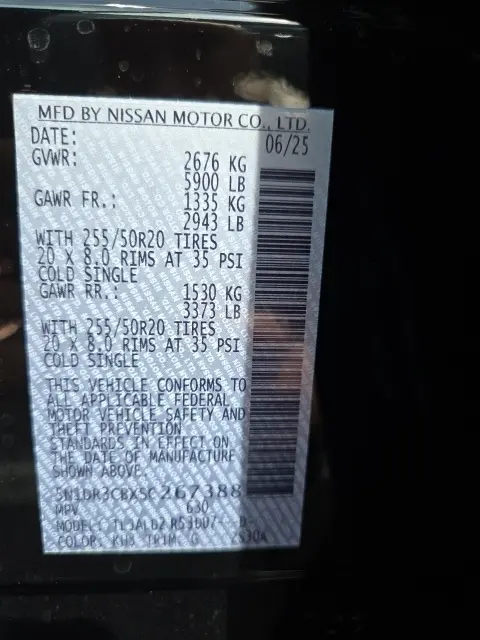 MFD BY NISSAN MOTOR CO., LTD.
DATE: 06/25
GVWR: 2676 KG
5900 LB
GAWR FR.: 1335 KG
2943 LB
WITH 255/50R20 TIRES
20 X 8.0 RIMS AT 35 PSI
COLD SINGLE
GAWR RR.: 1530 KG
3373 LB
WITH 255/50R20 TIRES
20 X 8.0 RIMS AT 35 PSI
COLD SINGLE
THIS VEHICLE CONFORMS TO
ALL APPLICABLE FEDERAL
MOTOR VEHICLE SAFETY AND
THEFT PREVENTION
STANDARDS IN EFFECT ON
THE DATE OF MANUFACTURE
SHOWN ABOVE.
5N1DR3CBXSC267388
MPV 630
MODEL:
COLOR: KH3 TRIM: G